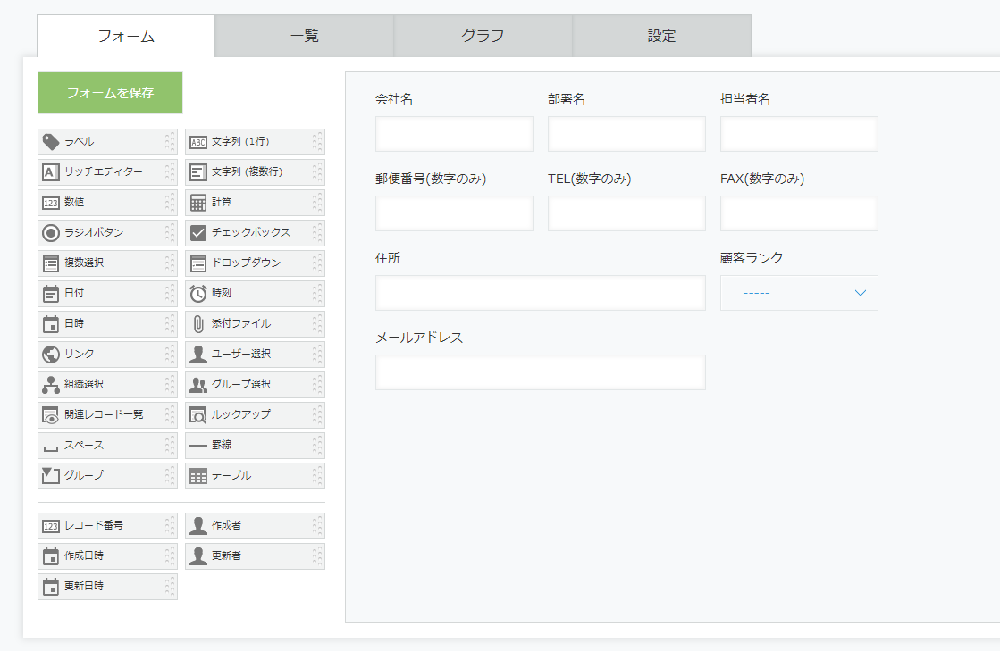 フォーム
一覧
グラフ
設定
フォームを保存
ラベル
ABC 文字列 (1行)
A リッチエディター
文字列 (複数行)
123 数値
計算
ラジオボタン
チェックボックス
複数選択
ドロップダウン
日付
時刻
日時
添付ファイル
リンク
ユーザー選択
組織選択
グループ選択
関連レコード一覧
ルックアップ
スペース
罫線
グループ
テーブル
123 レコード番号
作成者
作成日時
更新者
更新日時
会社名
部署名
担当者名
郵便番号(数字のみ)
TEL(数字のみ)
FAX(数字のみ)
住所
顧客ランク
-----
メールアドレス